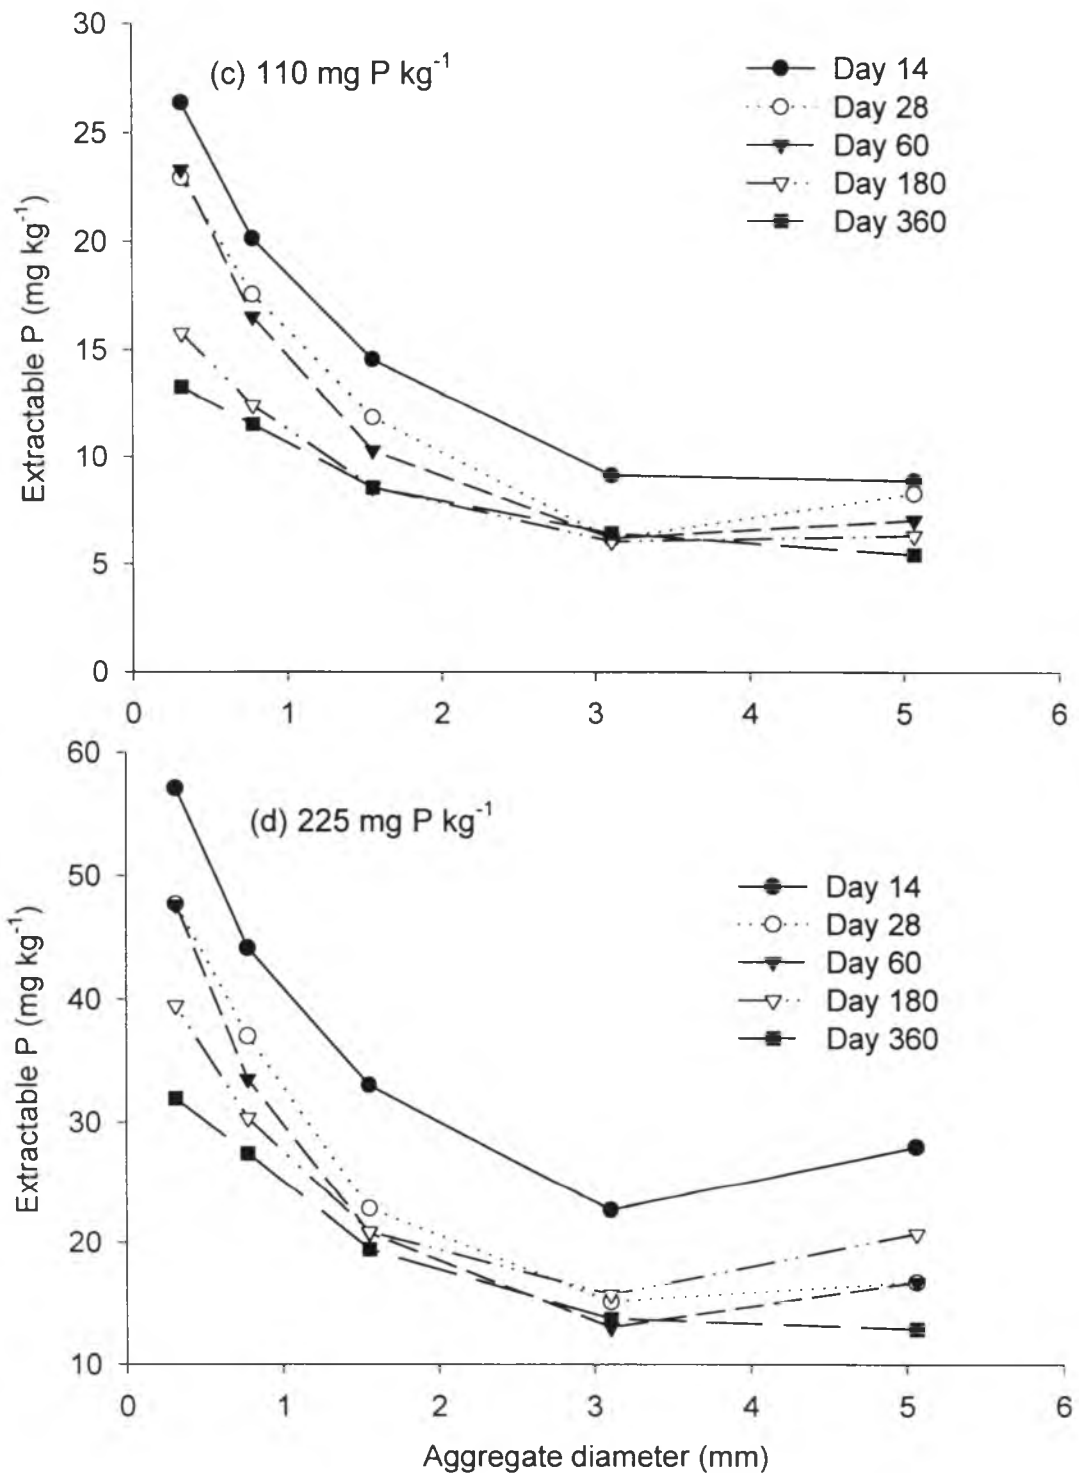 30
(c) 110 mg P kg⁻¹
Day 14
Day 28
Day 60
Day 180
Day 360
25
20
15
10
5
0
Extractable P (mg kg⁻¹)
0 1 2 3 4 5 6
60
(d) 225 mg P kg⁻¹
Day 14
Day 28
Day 60
Day 180
Day 360
50
40
30
20
10
Extractable P (mg kg⁻¹)
0 1 2 3 4 5 6
Aggregate diameter (mm)